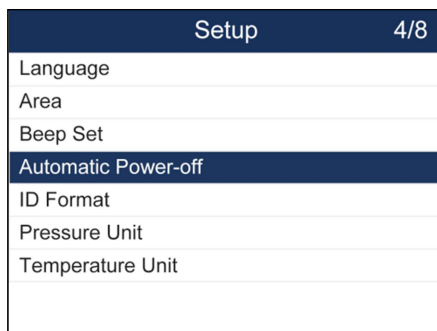 Setup 4/8
Language
Area
Beep Set
Automatic Power-off
ID Format
Pressure Unit
Temperature Unit